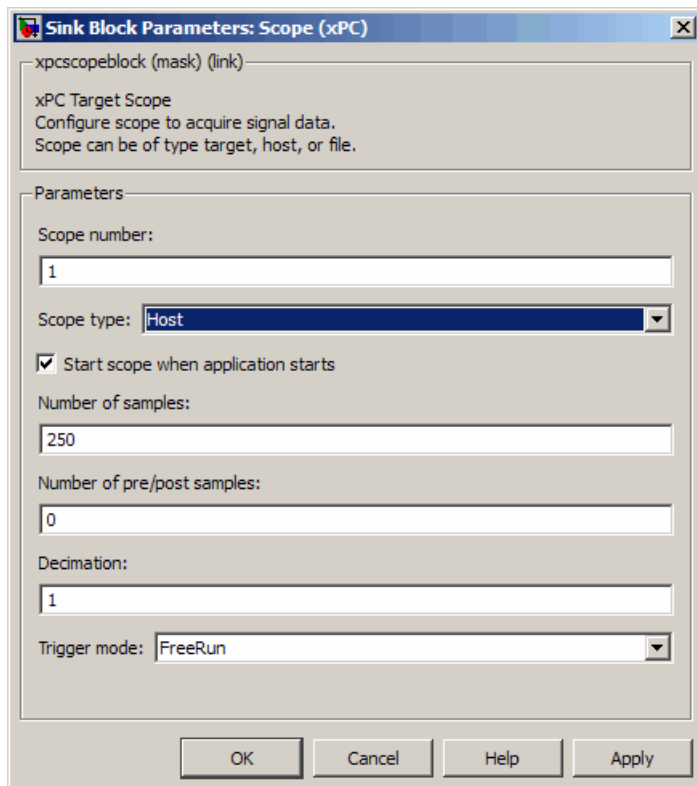 Sink Block Parameters: Scope (xPC)
xpcscopeblock (mask) (link)
xPC Target Scope
Configure scope to acquire signal data.
Scope can be of type target, host, or file.
Parameters
Scope number:
1
Scope type: Host
Start scope when application starts
Number of samples:
250
Number of pre/post samples:
0
Decimation:
1
Trigger mode: FreeRun
OK Cancel Help Apply